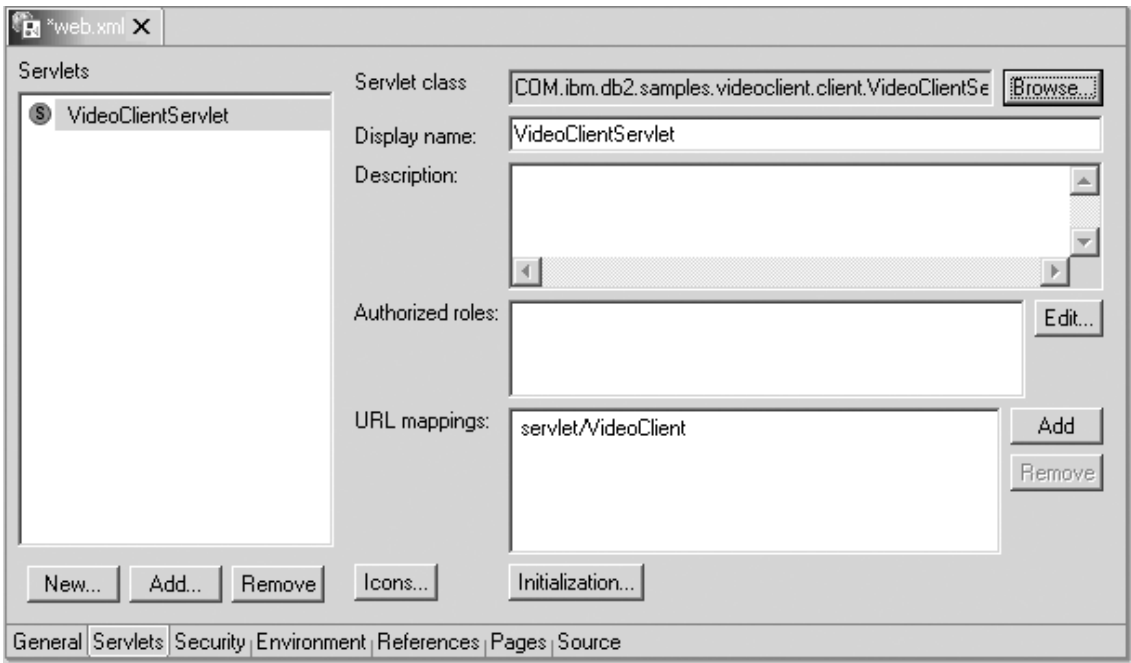 *web.xml
Servlets
S VideoClientServlet
Servlet class COM.ibm.db2.samples.videoclient.client.VideoClientSe Browse...
Display name: VideoClientServlet
Description:
Authorized roles: Edit...
URL mappings: servlet/VideoClient Add
Remove
New... Add... Remove Icons... Initialization...
General Servlets Security Environment References Pages Source